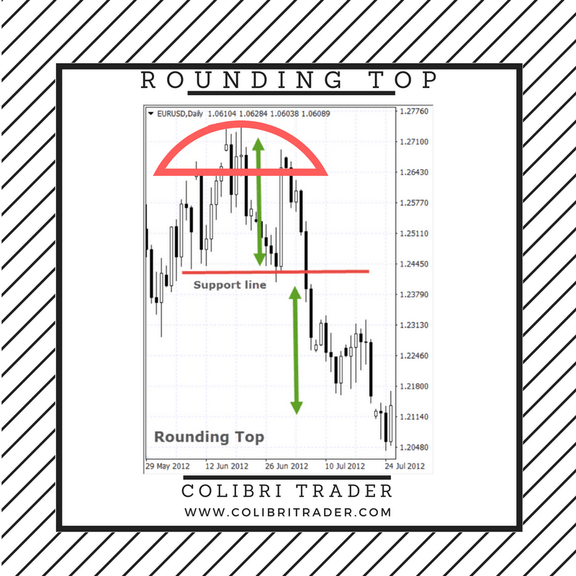 ROUNDING TOP
EURUSD,Daily 1.06104 1.06284 1.06038 1.06089
1.27760
1.27100
1.26430
1.25770
1.25110
1.24450
1.23790
1.23130
1.22460
1.21800
1.21140
1.20480
Support line
Rounding Top
29 May 2012 12 Jun 2012 26 Jun 2012 10 Jul 2012 24 Jul 2012
COLIBRI TRADER
WWW.COLIBRITRADER.COM